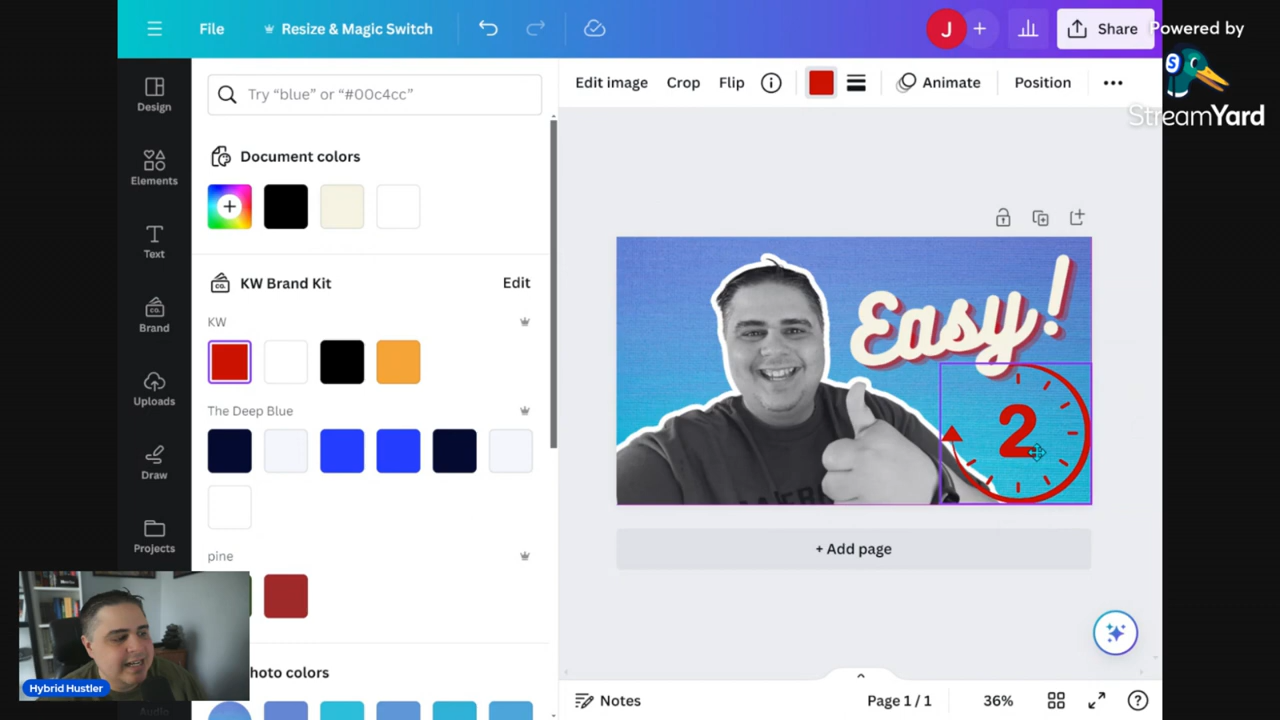 File
Resize & Magic Switch
J
Share
Powered by
StreamYard
Design
Elements
Text
Brand
Uploads
Draw
Projects
Audio
Try “blue” or “#00c4cc”
Document colors
CO.
KW Brand Kit
Edit
KW
The Deep Blue
pine
hoto colors
Edit image
Crop
Flip
Animate
Position
Easy!
2
+ Add page
Notes
Page 1 / 1
36%
Hybrid Hustler